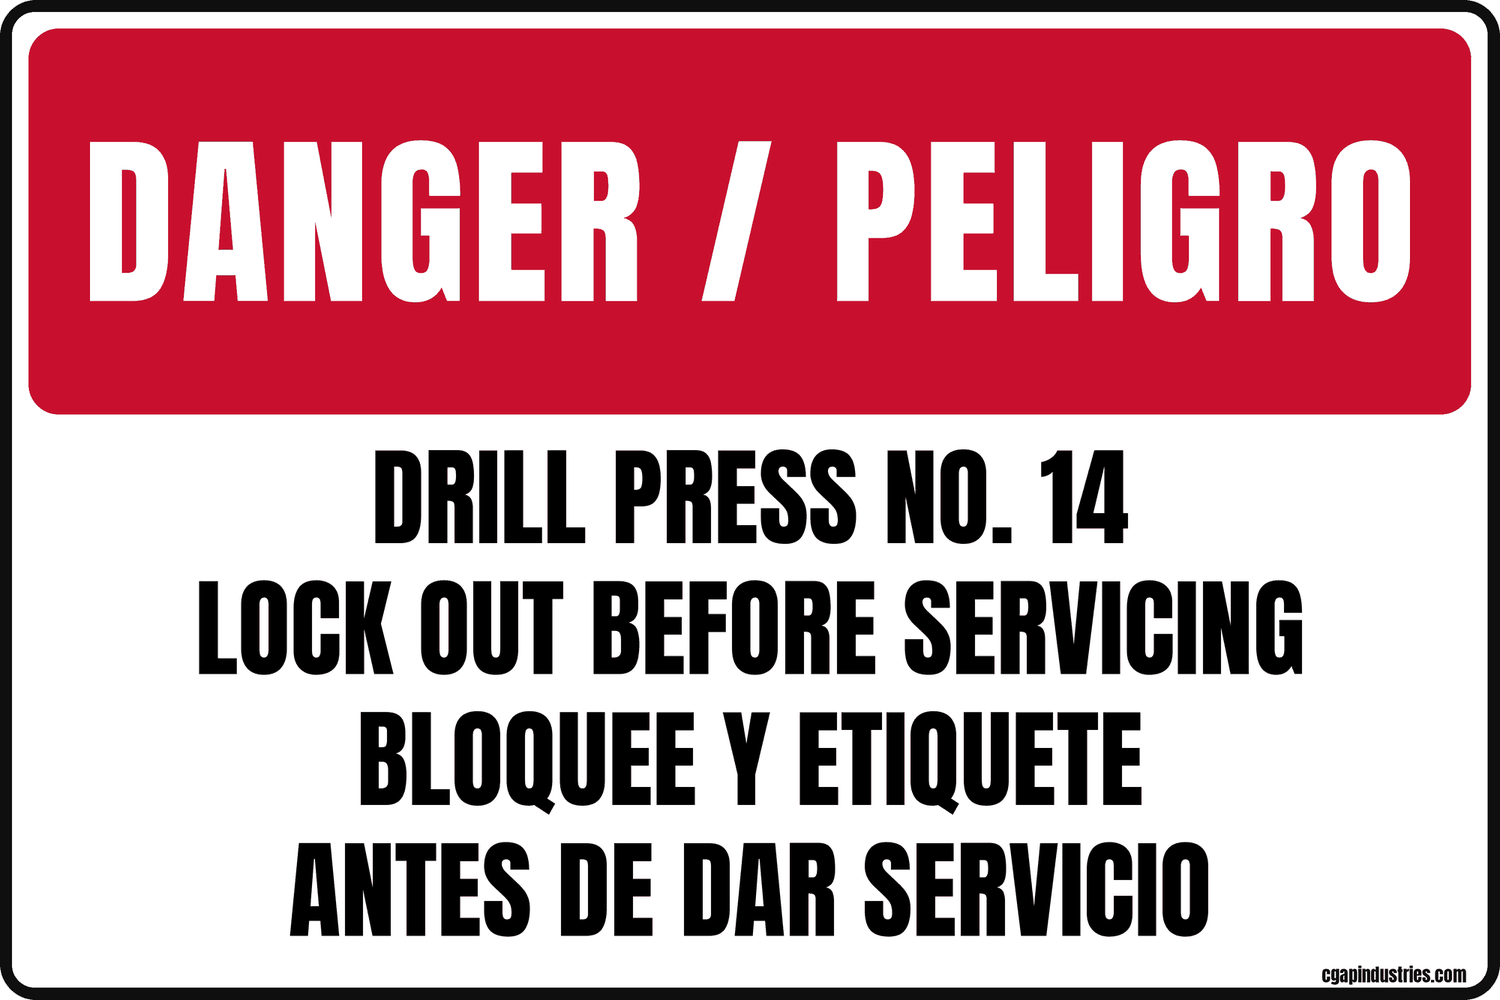 DANGER / PELIGRO
DRILL PRESS NO. 14
LOCK OUT BEFORE SERVICING
BLOQUEE Y ETIQUETE
ANTES DE DAR SERVICIO
cgapindustries.com